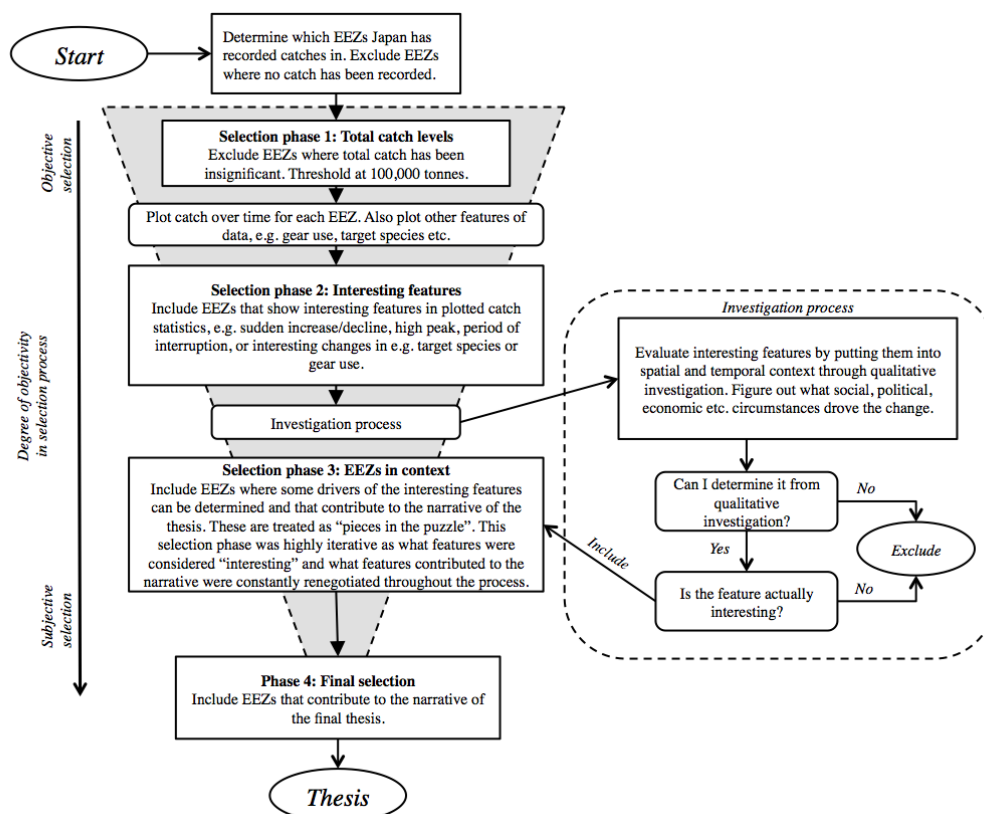 Start
Determine which EEZs Japan has
recorded catches in. Exclude EEZs
where no catch has been recorded.
Objective
selection
Degree of objectivity
in selection process
Subjective
selection
Selection phase 1: Total catch levels
Exclude EEZs where total catch has been
insignificant. Threshold at 100,000 tonnes.
Plot catch over time for each EEZ. Also plot other features of
data, e.g. gear use, target species etc.
Selection phase 2: Interesting features
Include EEZs that show interesting features in plotted catch
statistics, e.g. sudden increase/decline, high peak, period of
interruption, or interesting changes in e.g. target species or
gear use.
Investigation process
Investigation process
Evaluate interesting features by putting them into
spatial and temporal context through qualitative
investigation. Figure out what social, political,
economic etc. circumstances drove the change.
Can I determine it from
qualitative
investigation?
No
Exclude
Yes
Is the feature actually
interesting?
No
Include
Selection phase 3: EEZs in context
Include EEZs where some drivers of the interesting features
can be determined and that contribute to the narrative of the
thesis. These are treated as “pieces in the puzzle”. This
selection phase was highly iterative as what features were
considered “interesting” and what features contributed to the
narrative were constantly renegotiated throughout the process.
Phase 4: Final selection
Include EEZs that contribute to the narrative of
the final thesis.
Thesis